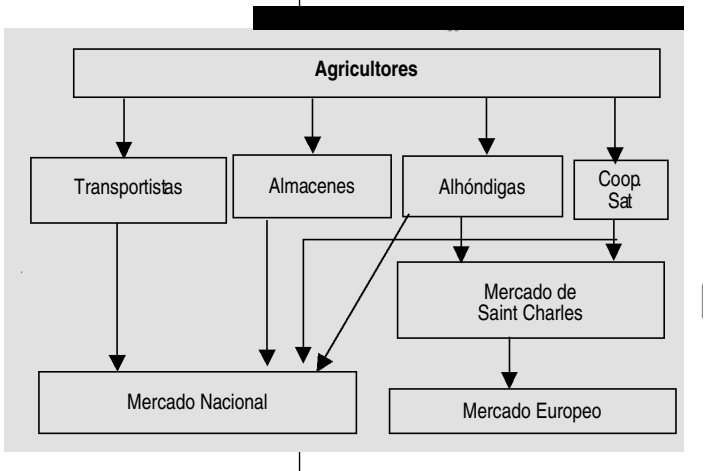 Agricultores
Transportistas
Almacenes
Alhóndigas
Coop.
Sat
Mercado de
Saint Charles
Mercado Nacional
Mercado Europeo